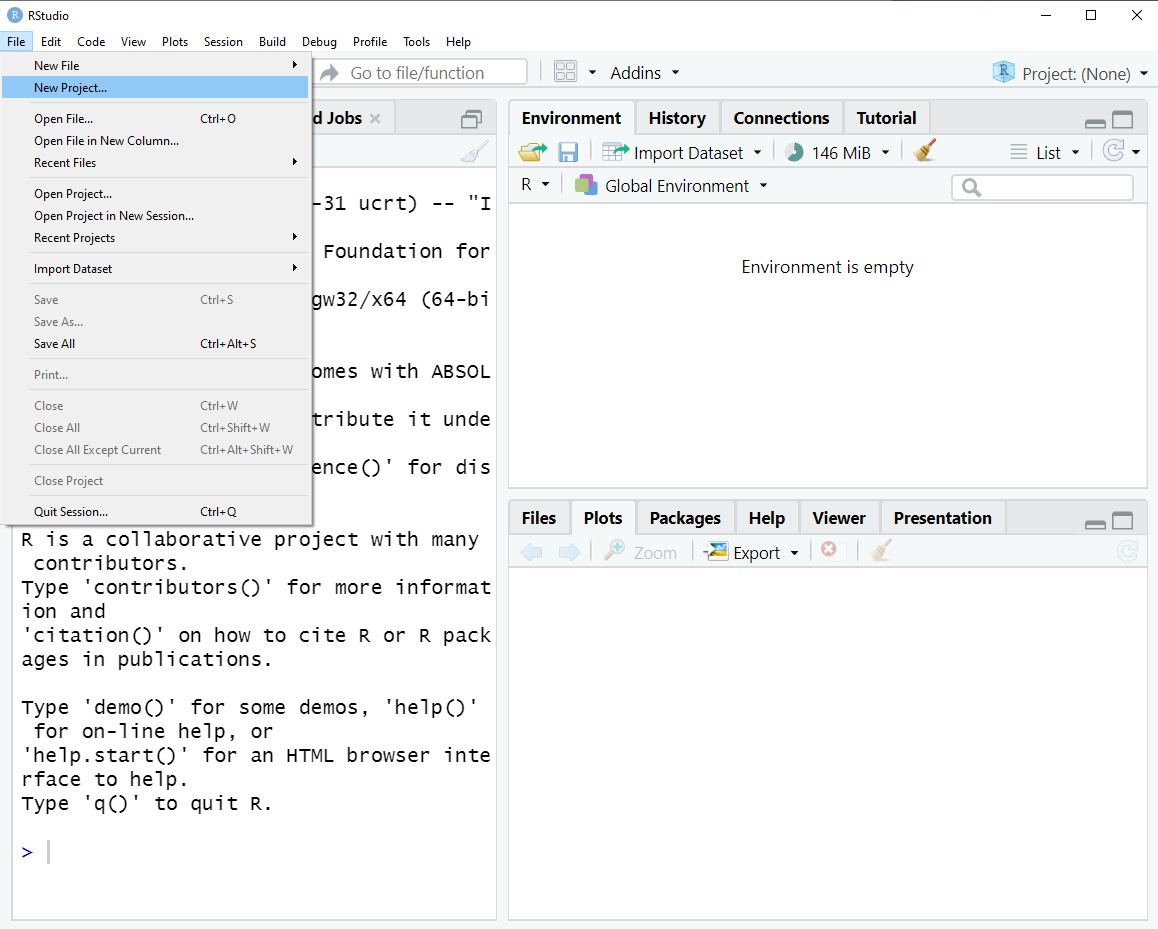 RStudio
File Edit Code View Plots Session Build Debug Profile Tools Help
Go to file/function Addins Project: (None)
New File
New Project...
Open File... Ctrl+O
Open File in New Column...
Recent Files
Open Project...
Open Project in New Session...
Recent Projects
Import Dataset
Save Ctrl+S
Save As...
Save All Ctrl+Alt+S
Print...
Close Ctrl+W
Close All Ctrl+Shift+W
Close All Except Current Ctrl+Alt+Shift+W
Close Project
Quit Session... Ctrl+Q
d Jobs
-31 ucrt) -- "I
Foundation for
gw32/x64 (64-bi
omes with ABSOL
tribute it unde
ence()' for dis
R is a collaborative project with many
contributors.
Type 'contributors()' for more informat
ion and
'citation()' on how to cite R or R pack
ages in publications.
Type 'demo()' for some demos, 'help()'
for on-line help, or
'help.start()' for an HTML browser inte
rface to help.
Type 'q()' to quit R.
>
Environment History Connections Tutorial
Import Dataset 146 MiB List
R Global Environment
Environment is empty
Files Plots Packages Help Viewer Presentation
Zoom Export